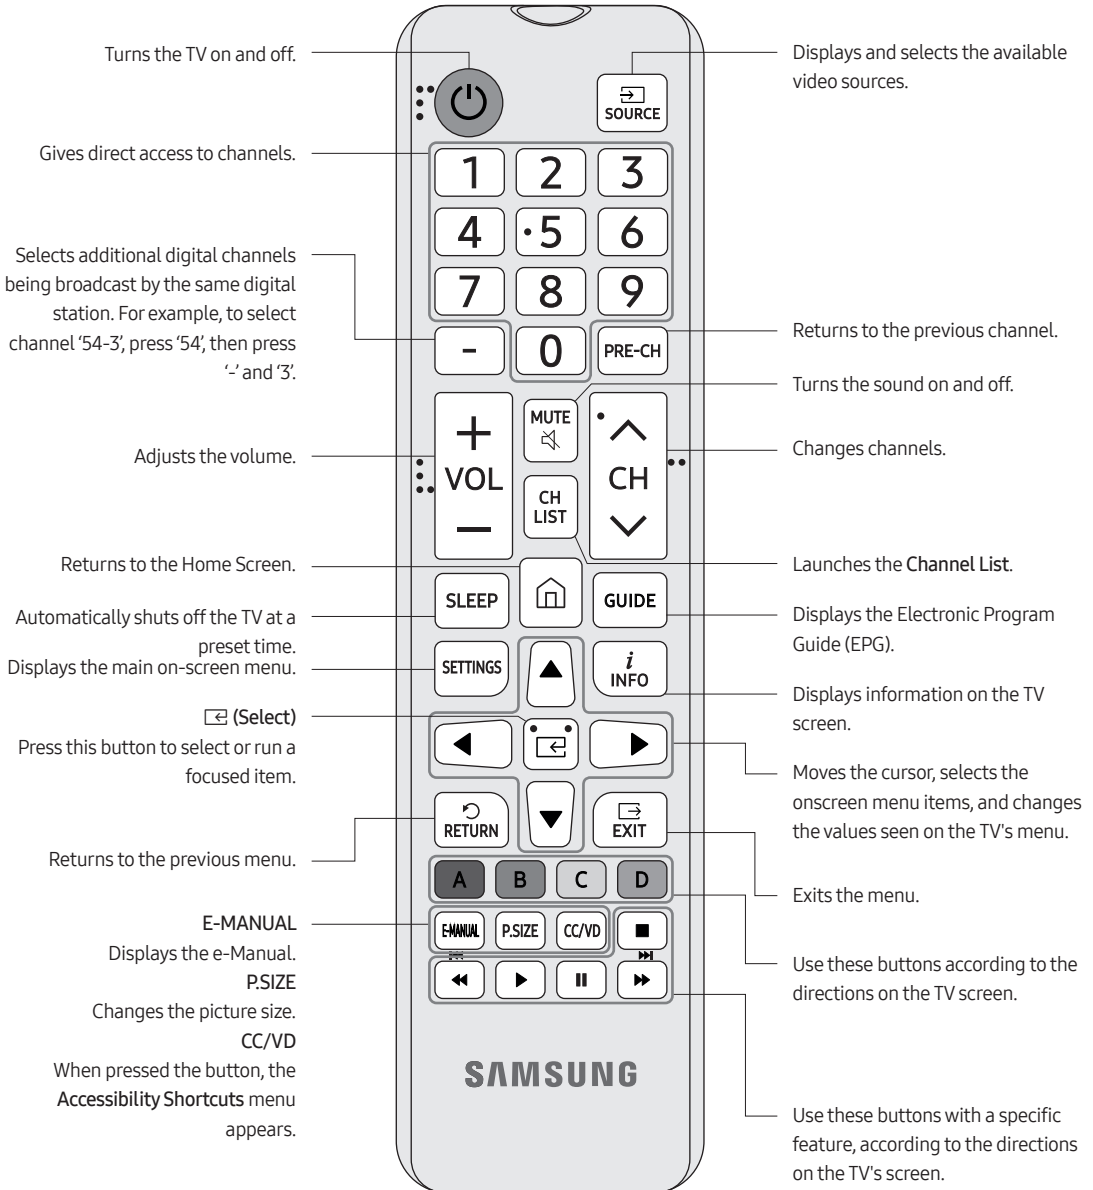 Turns the TV on and off.
Gives direct access to channels.
Selects additional digital channels
being broadcast by the same digital
station. For example, to select
channel ‘54-3’, press ‘54’, then press
‘-’ and ‘3’.
Adjusts the volume.
Returns to the Home Screen.
Automatically shuts off the TV at a
preset time.
Displays the main on-screen menu.
(Select)
Press this button to select or run a
focused item.
Returns to the previous menu.
E-MANUAL
Displays the e-Manual.
P.SIZE
Changes the picture size.
CC/VD
When pressed the button, the
Accessibility Shortcuts menu
appears.
SOURCE
1 2 3
4 5 6
7 8 9
- 0 PRE-CH
+ MUTE
VOL CH
CH
LIST
—
SLEEP GUIDE
SETTINGS i
INFO
RETURN EXIT
A B C D
E-MANUAL P.SIZE CC/VD
SAMSUNG
Displays and selects the available
video sources.
Returns to the previous channel.
Turns the sound on and off.
Changes channels.
Launches the Channel List.
Displays the Electronic Program
Guide (EPG).
Displays information on the TV
screen.
Moves the cursor, selects the
onscreen menu items, and changes
the values seen on the TV's menu.
Exits the menu.
Use these buttons according to the
directions on the TV screen.
Use these buttons with a specific
feature, according to the directions
on the TV's screen.